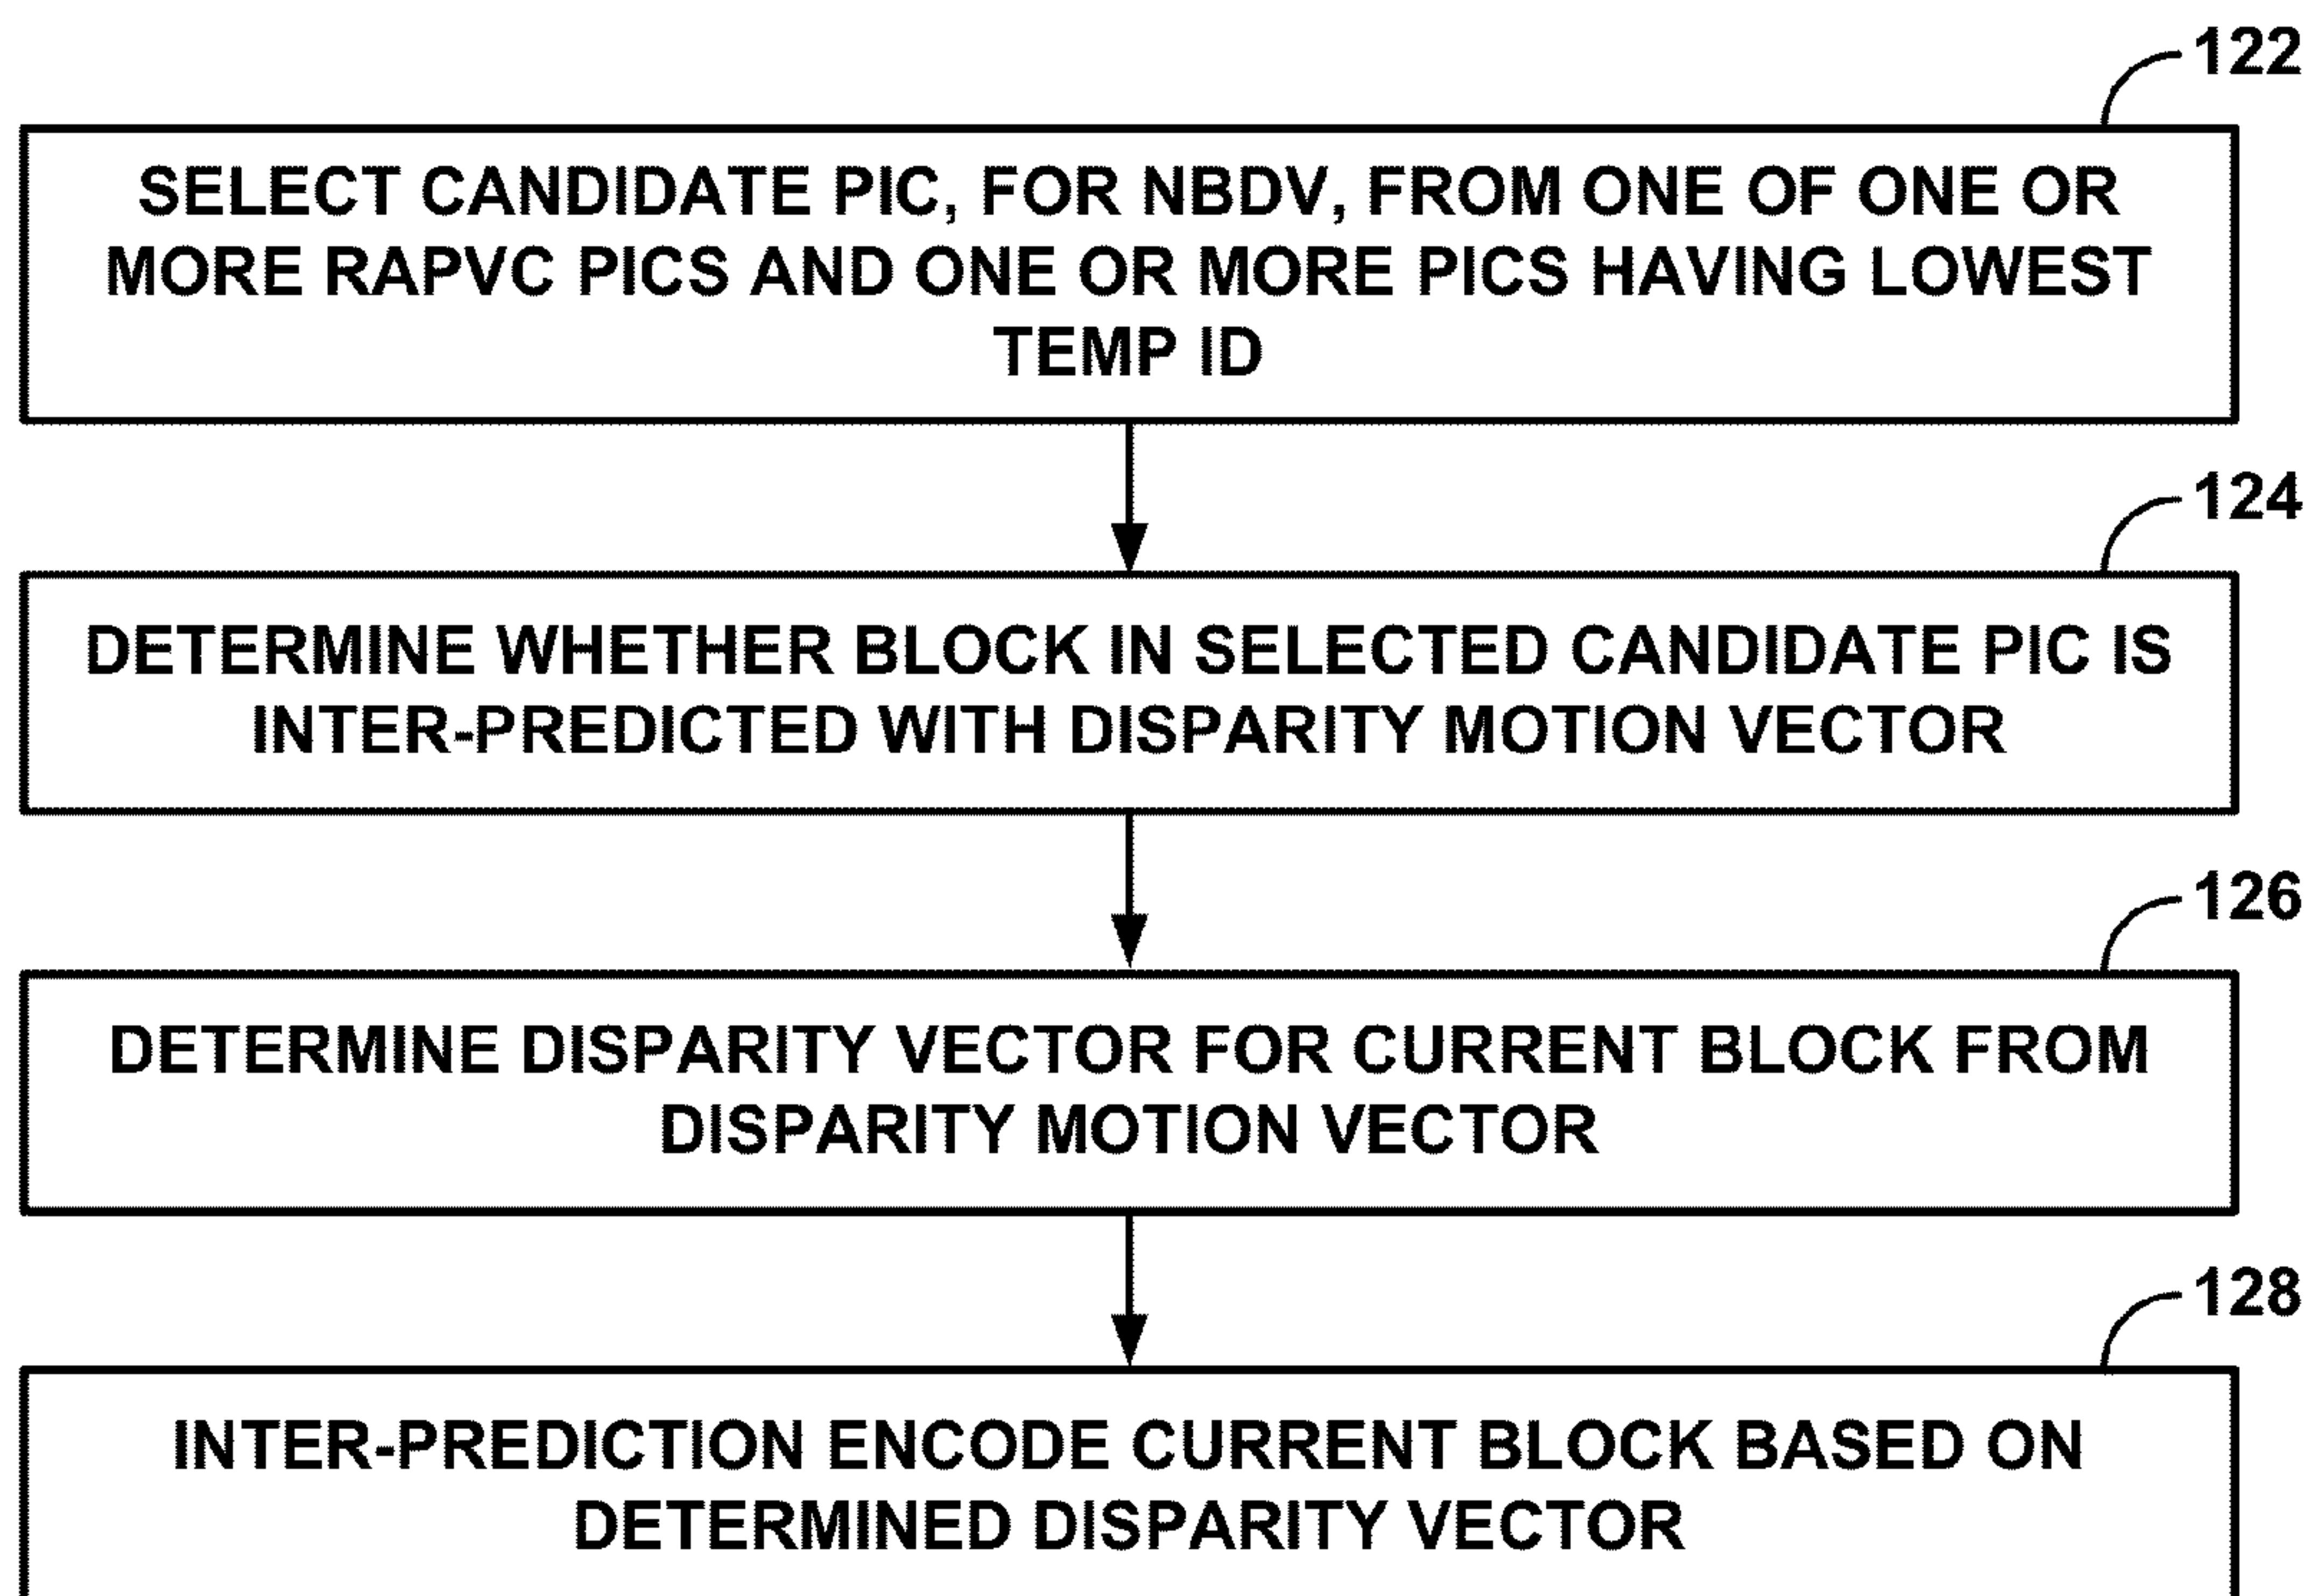 122
SELECT CANDIDATE PIC, FOR NBDV, FROM ONE OF ONE OR
MORE RAPVC PICS AND ONE OR MORE PICS HAVING LOWEST
TEMP ID
124
DETERMINE WHETHER BLOCK IN SELECTED CANDIDATE PIC IS
INTER-PREDICTED WITH DISPARITY MOTION VECTOR
126
DETERMINE DISPARITY VECTOR FOR CURRENT BLOCK FROM
DISPARITY MOTION VECTOR
128
INTER-PREDICTION ENCODE CURRENT BLOCK BASED ON
DETERMINED DISPARITY VECTOR